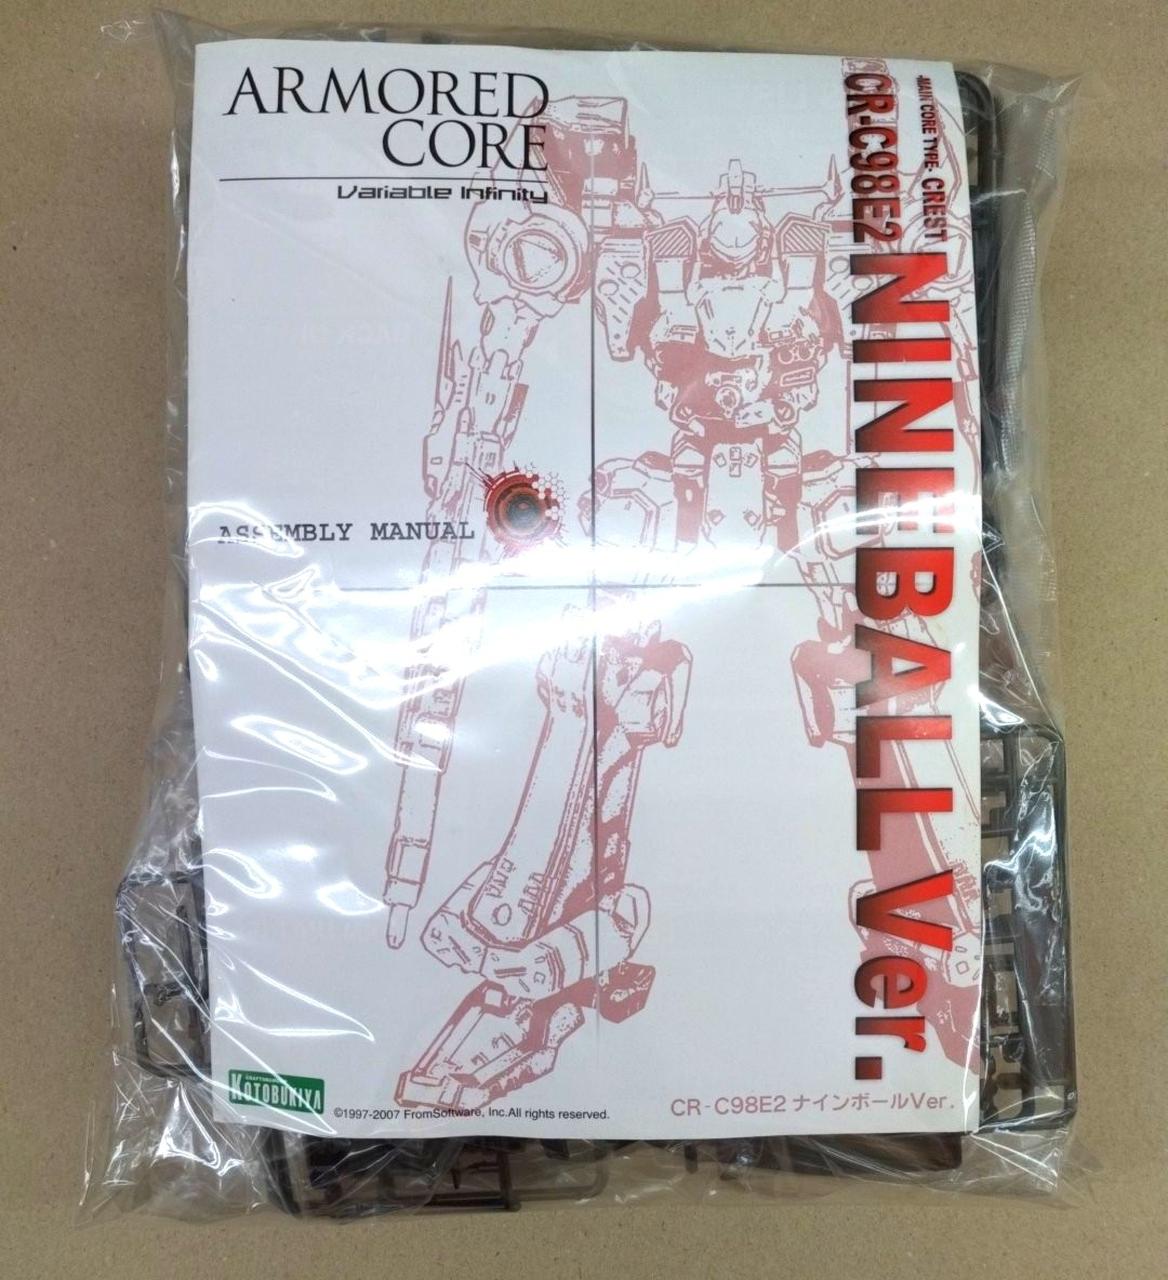 ARMORED
CORE
Variable Infinity
-MAIN CORE TYPE- CREST
CR-C98E2 NINEBALL Ver.
ASSEMBLY MANUAL
KOTOBUKIYA
©1997-2007 FromSoftware, Inc.All rights reserved.
CR-C98E2 ナインボールVer.